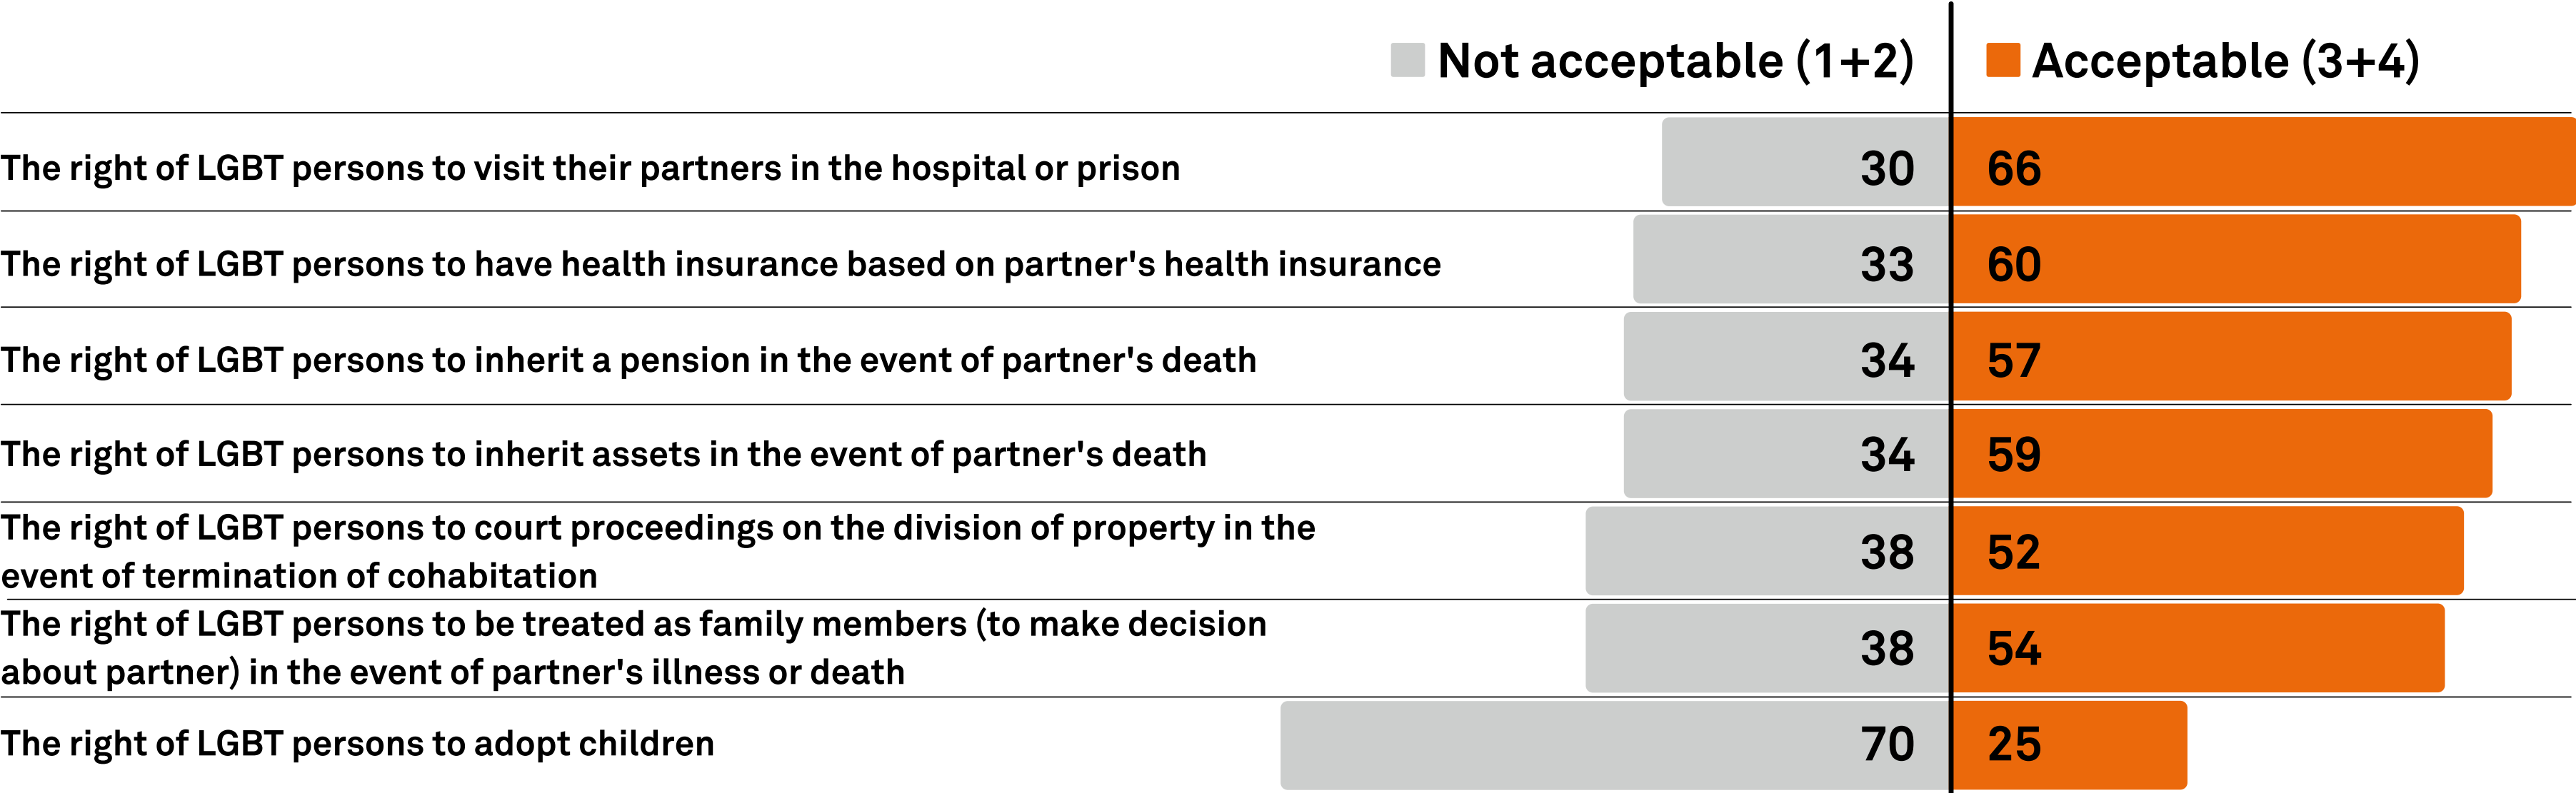 Not acceptable (1+2) Acceptable (3+4)
The right of LGBT persons to visit their partners in the hospital or prison 30 66
The right of LGBT persons to have health insurance based on partner's health insurance 33 60
The right of LGBT persons to inherit a pension in the event of partner's death 34 57
The right of LGBT persons to inherit assets in the event of partner's death 34 59
The right of LGBT persons to court proceedings on the division of property in the
event of termination of cohabitation 38 52
The right of LGBT persons to be treated as family members (to make decision
about partner) in the event of partner's illness or death 38 54
The right of LGBT persons to adopt children 70 25